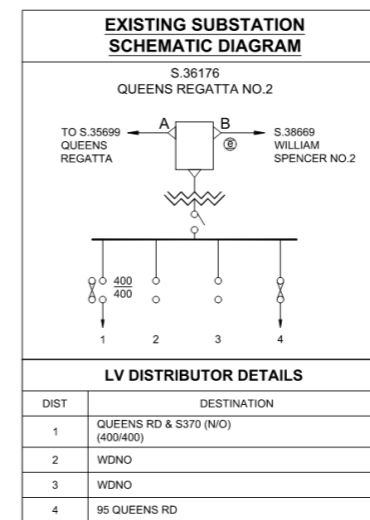 EXISTING SUBSTATION
SCHEMATIC DIAGRAM
S.36176
QUEENS REGATTA NO.2
A B
TO S.35699
QUEENS
REGATTA
e
S.38669
WILLIAM
SPENCER NO.2
400
400
1 2 3 4
LV DISTRIBUTOR DETAILS
DIST DESTINATION
1 QUEENS RD & S370 (N/O)
(400/400)
2 WDNO
3 WDNO
4 95 QUEENS RD